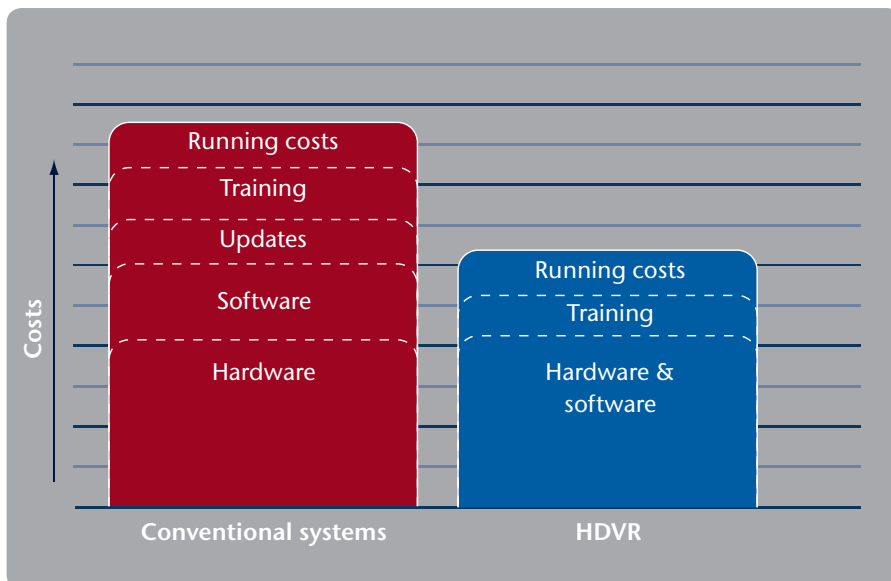 Running costs
Training
Updates
Software
Hardware
Running costs
Training
Hardware &
software
Costs
Conventional systems
HDVR